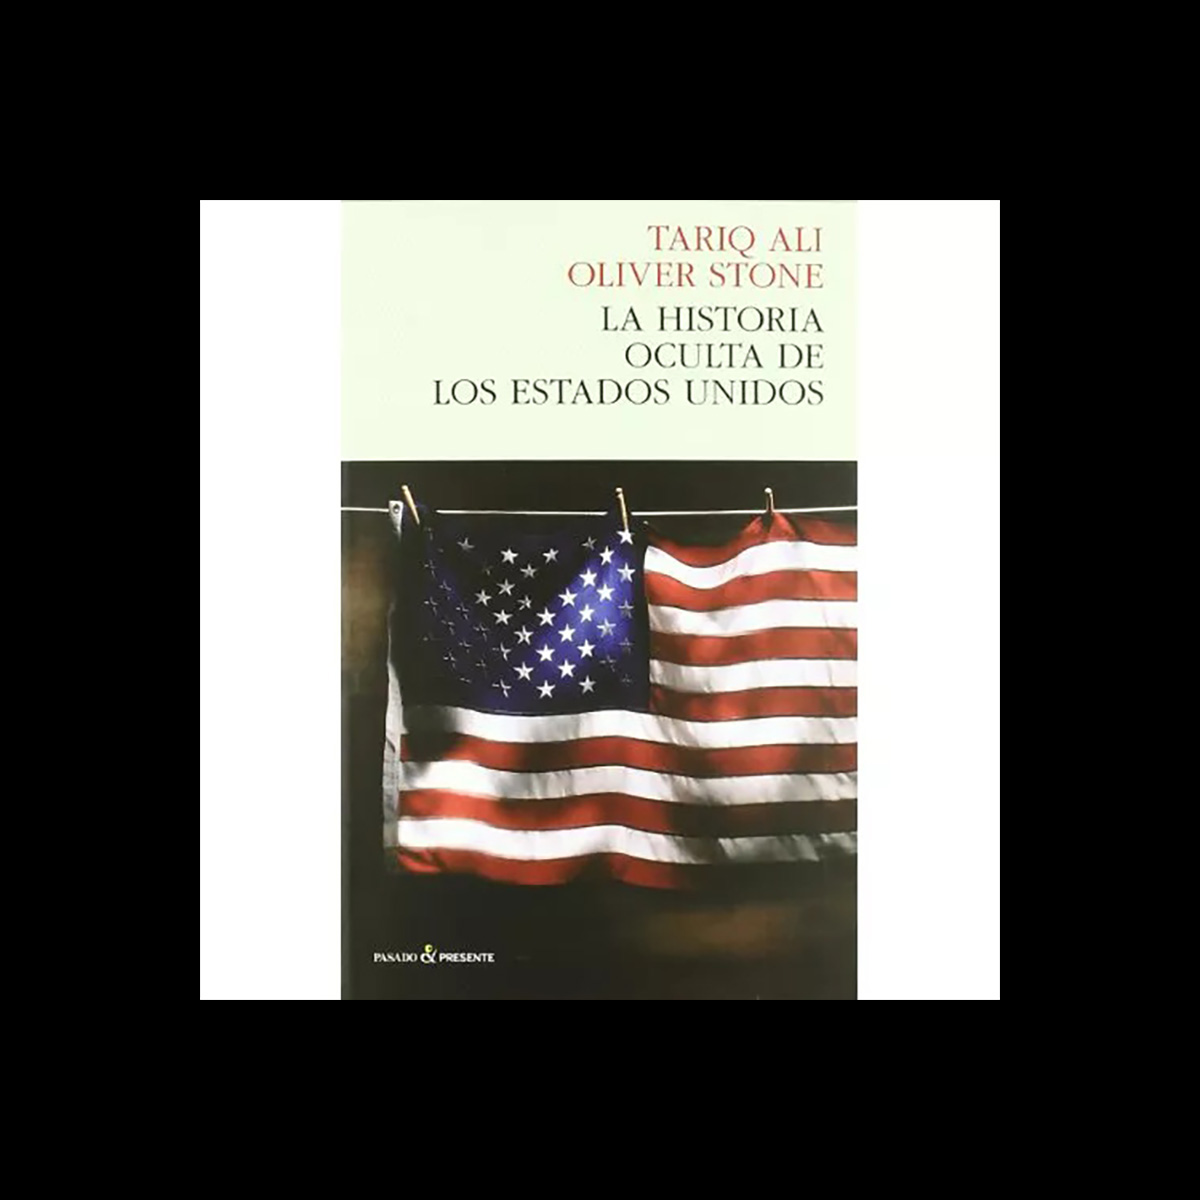 TARIQ ALI
OLIVER STONE
LA HISTORIA
OCULTA DE
LOS ESTADOS UNIDOS
PASADO & PRESENTE